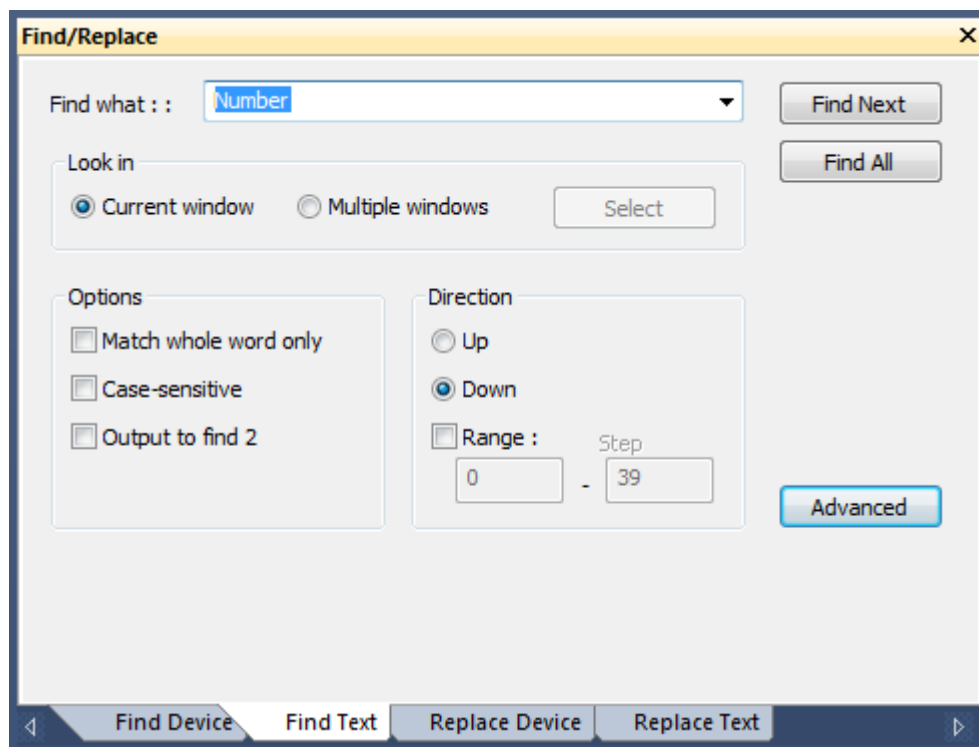 Find/Replace
Find what : : Number Find Next
Find All
Look in
Current window Multiple windows Select
Options Direction
Match whole word only Up
Case-sensitive Down
Output to find 2 Range : Step
0 - 39
Advanced
Find Device Find Text Replace Device Replace Text